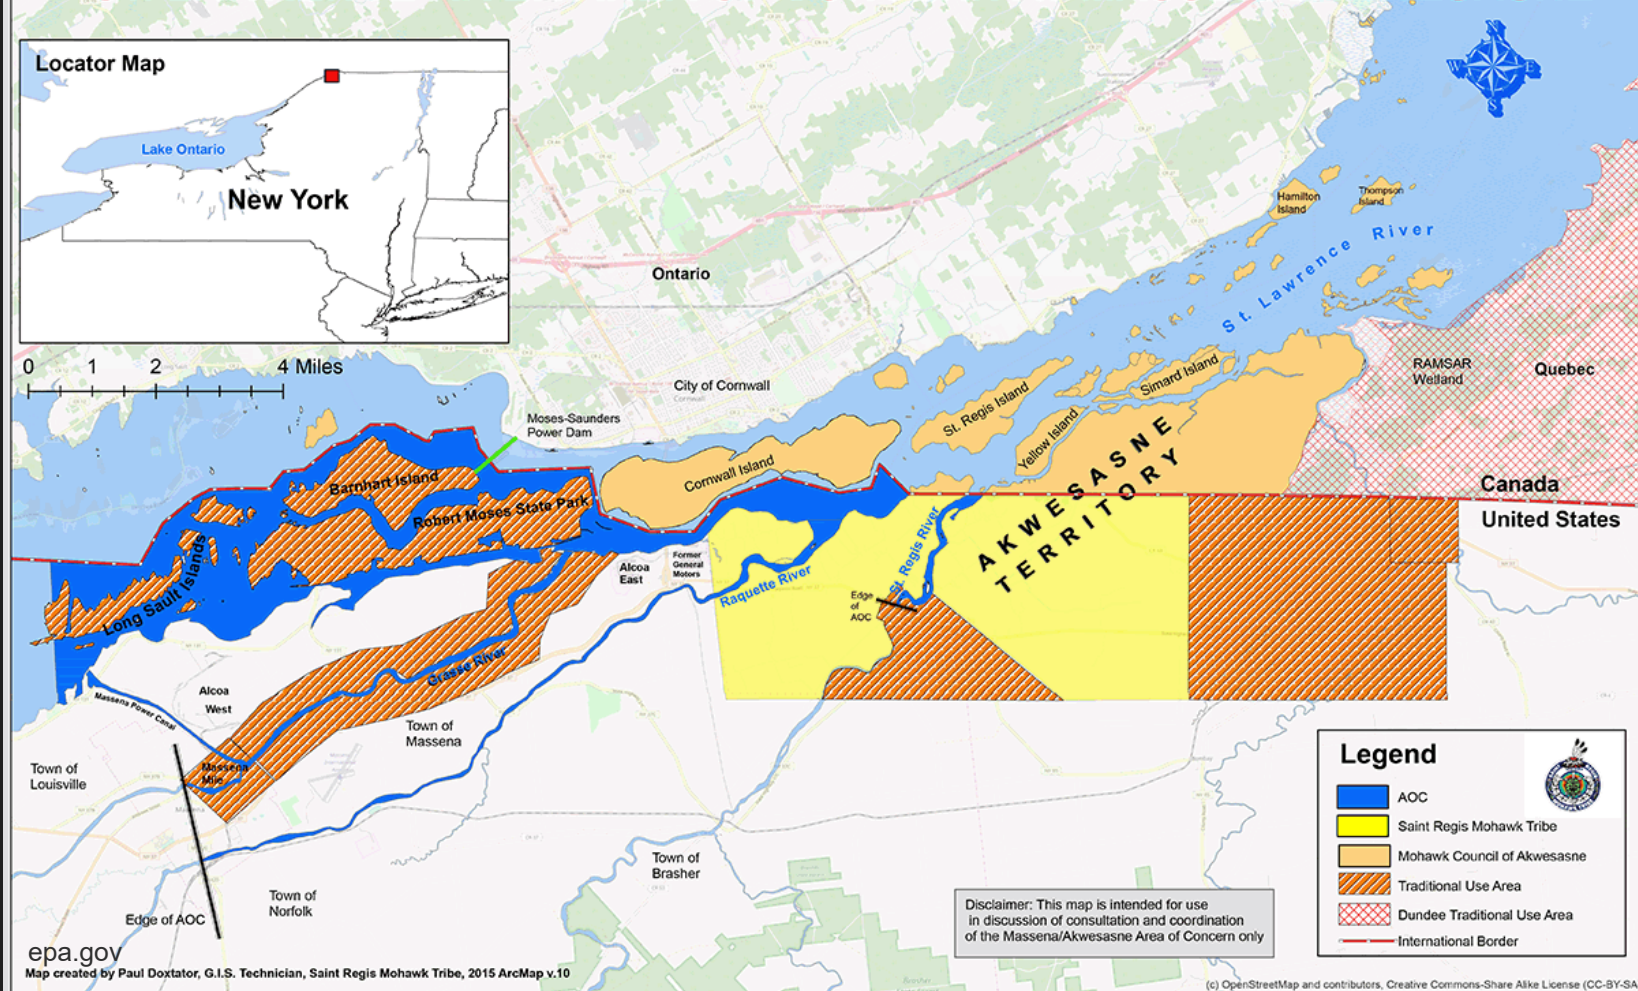 Locator Map
Lake Ontario
New York
0 1 2 4 Miles
N
W E
S
Ontario
City of Cornwall
Cornwall
Moses-Saunders
Power Dam
Hamilton
Island
Thompson
Island
St. Lawrence River
RAMSAR
Wetland
Quebec
Simard Island
St. Regis Island
Yellow Island
Cornwall Island
AKWESASNE
TERRITORY
Canada
United States
Barnhart Island
Robert Moses State Park
Long Sault Islands
Former
General
Motors
Alcoa
East
Raquette River
St. Regis River
Edge
of
AOC
Grasse River
Massena Power Canal
Alcoa
West
Massena
Mile
Town of
Massena
Town of
Louisville
Town of
Brasher
Town of
Norfolk
Edge of AOC
Legend
AOC
Saint Regis Mohawk Tribe
Mohawk Council of Akwesasne
Traditional Use Area
Dundee Traditional Use Area
International Border
Disclaimer: This map is intended for use
in discussion of consultation and coordination
of the Massena/Akwesasne Area of Concern only
epa.gov
Map created by Paul Doxtator, G.I.S. Technician, Saint Regis Mohawk Tribe, 2015 ArcMap v.10
(c) OpenStreetMap and contributors, Creative Commons-Share Alike License (CC-BY-SA